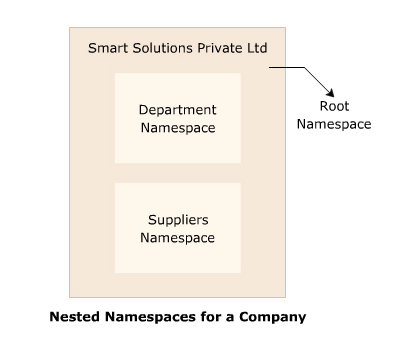 Smart Solutions Private Ltd
Department
Namespace
Root
Namespace
Suppliers
Namespace
Nested Namespaces for a Company